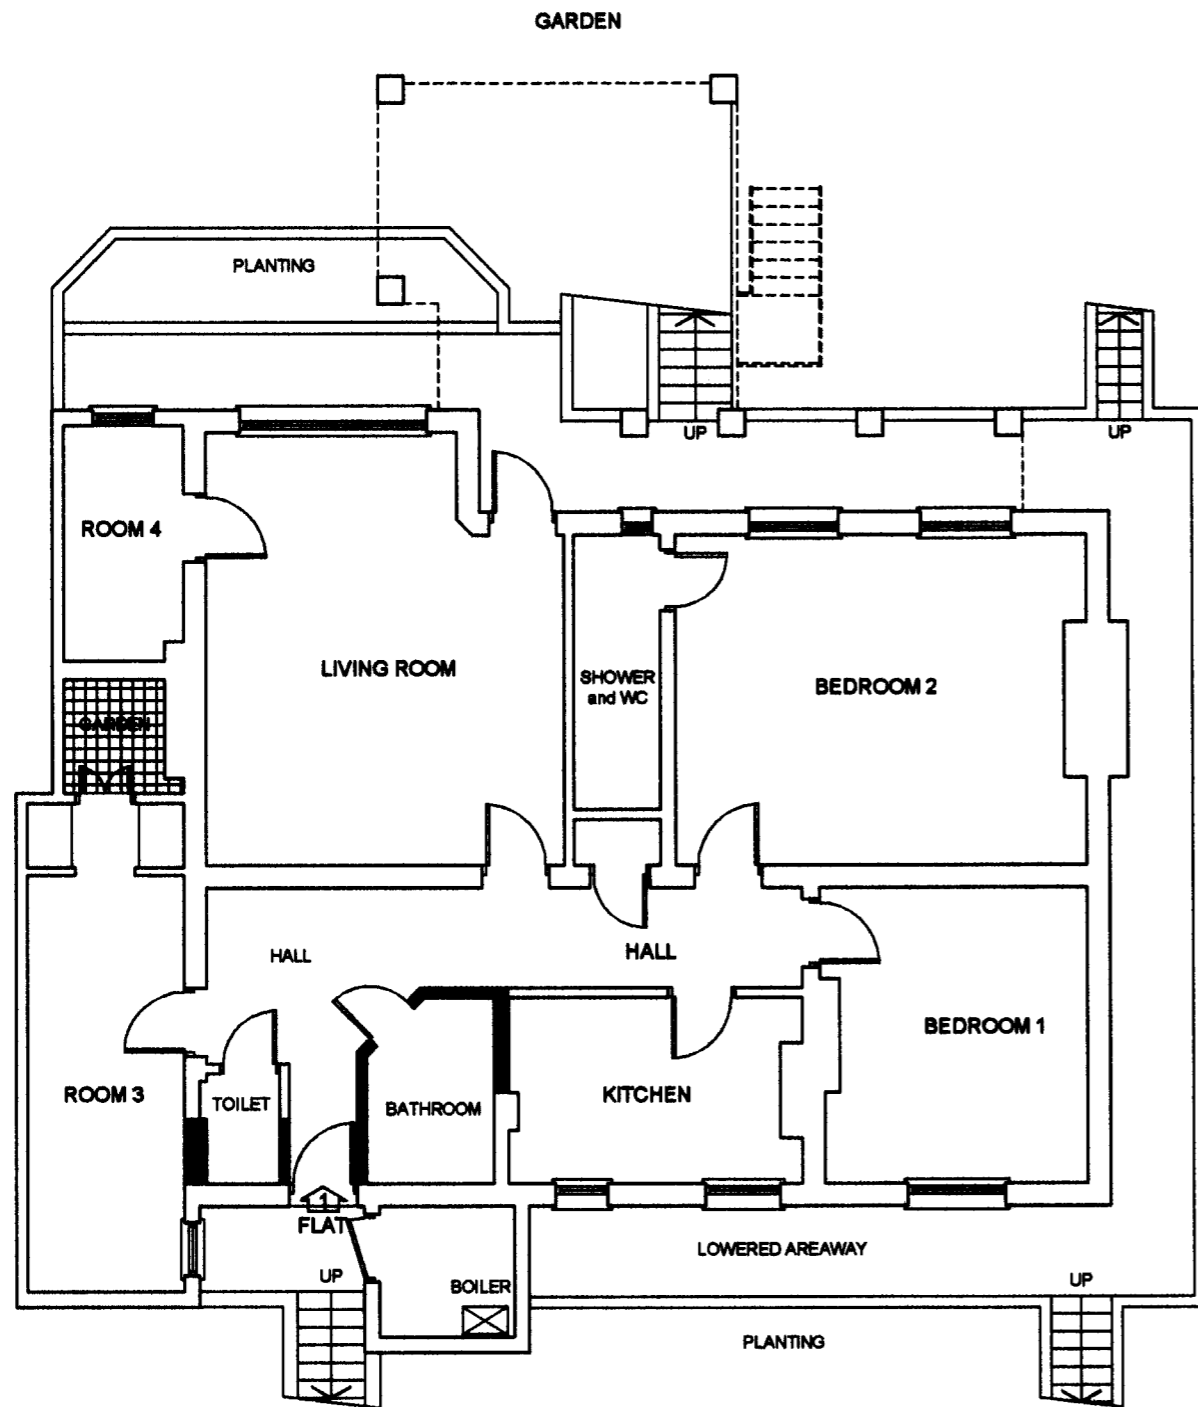 GARDEN
PLANTING
UP
UP
ROOM 4
LIVING ROOM
SHOWER
and WC
BEDROOM 2
GARDEN
HALL
HALL
BEDROOM 1
ROOM 3
TOILET
BATHROOM
KITCHEN
1
FLAT
LOWERED AREAWAY
UP
BOILER
UP
PLANTING